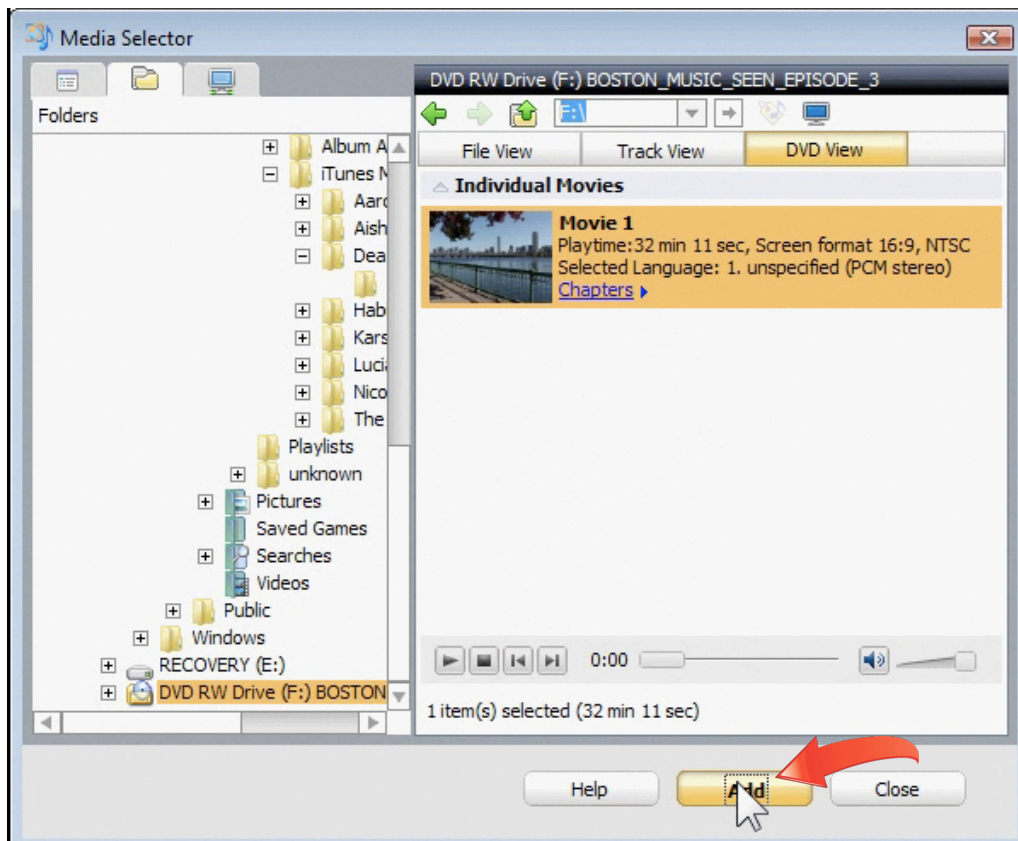 Media Selector
Folders
Album A
iTunes M
Aaro
Aish
Dea
Hab
Kars
Luci
Nico
The
Playlists
unknown
Pictures
Saved Games
Searches
Videos
Public
Windows
RECOVERY (E:)
DVD RW Drive (F:) BOSTON
DVD RW Drive (F:) BOSTON_MUSIC_SEEN_EPISODE_3
F:\
File View Track View DVD View
Individual Movies
Movie 1
Playtime:32 min 11 sec, Screen format 16:9, NTSC
Selected Language: 1. unspecified (PCM stereo)
Chapters
0:00
1 item(s) selected (32 min 11 sec)
Help Add Close